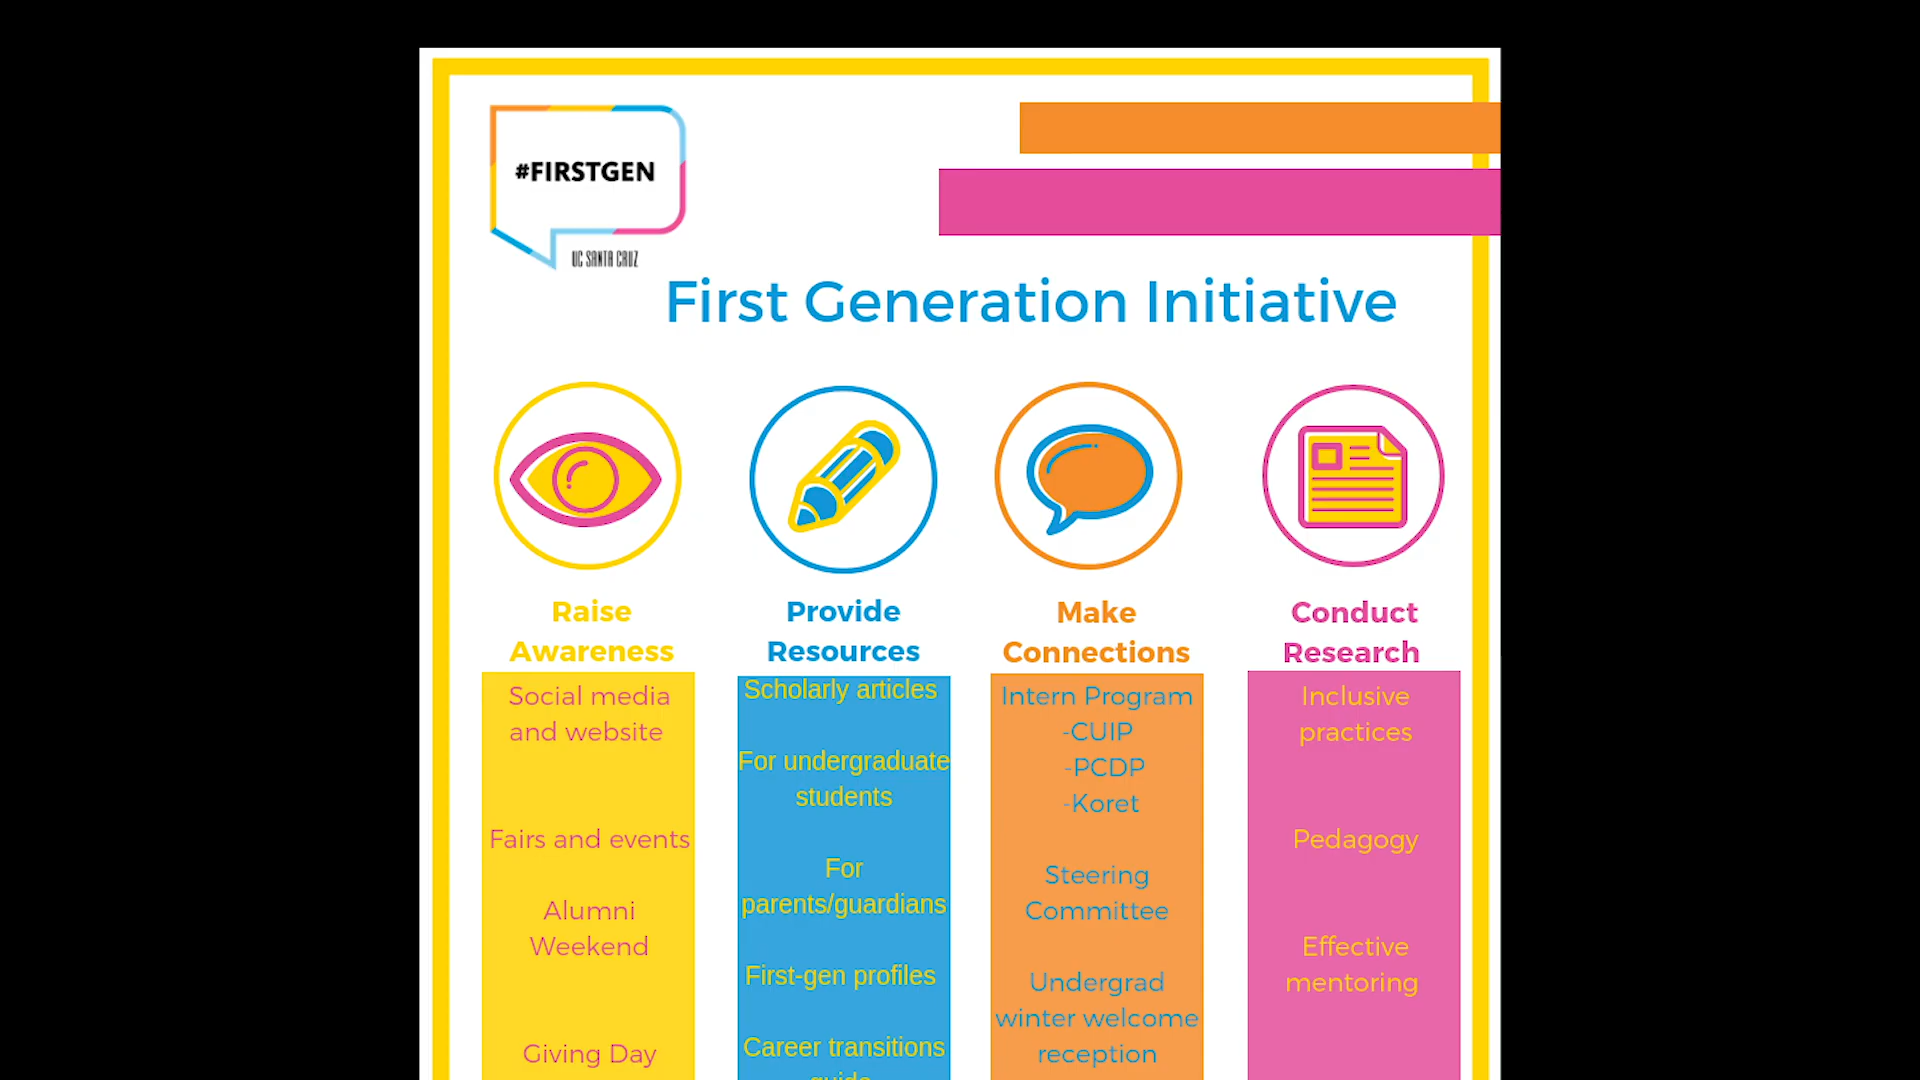 #FIRSTGEN
UC SANTA CRUZ
First Generation Initiative
Raise
Awareness
Social media
and website
Fairs and events
Alumni
Weekend
Giving Day
Provide
Resources
Scholarly articles
For undergraduate
students
For
parents/guardians
First-gen profiles
Career transitions
guide
Make
Connections
Intern Program
-CUIP
-PCDP
-Koret
Steering
Committee
Undergrad
winter welcome
reception
Conduct
Research
Inclusive
practices
Pedagogy
Effective
mentoring